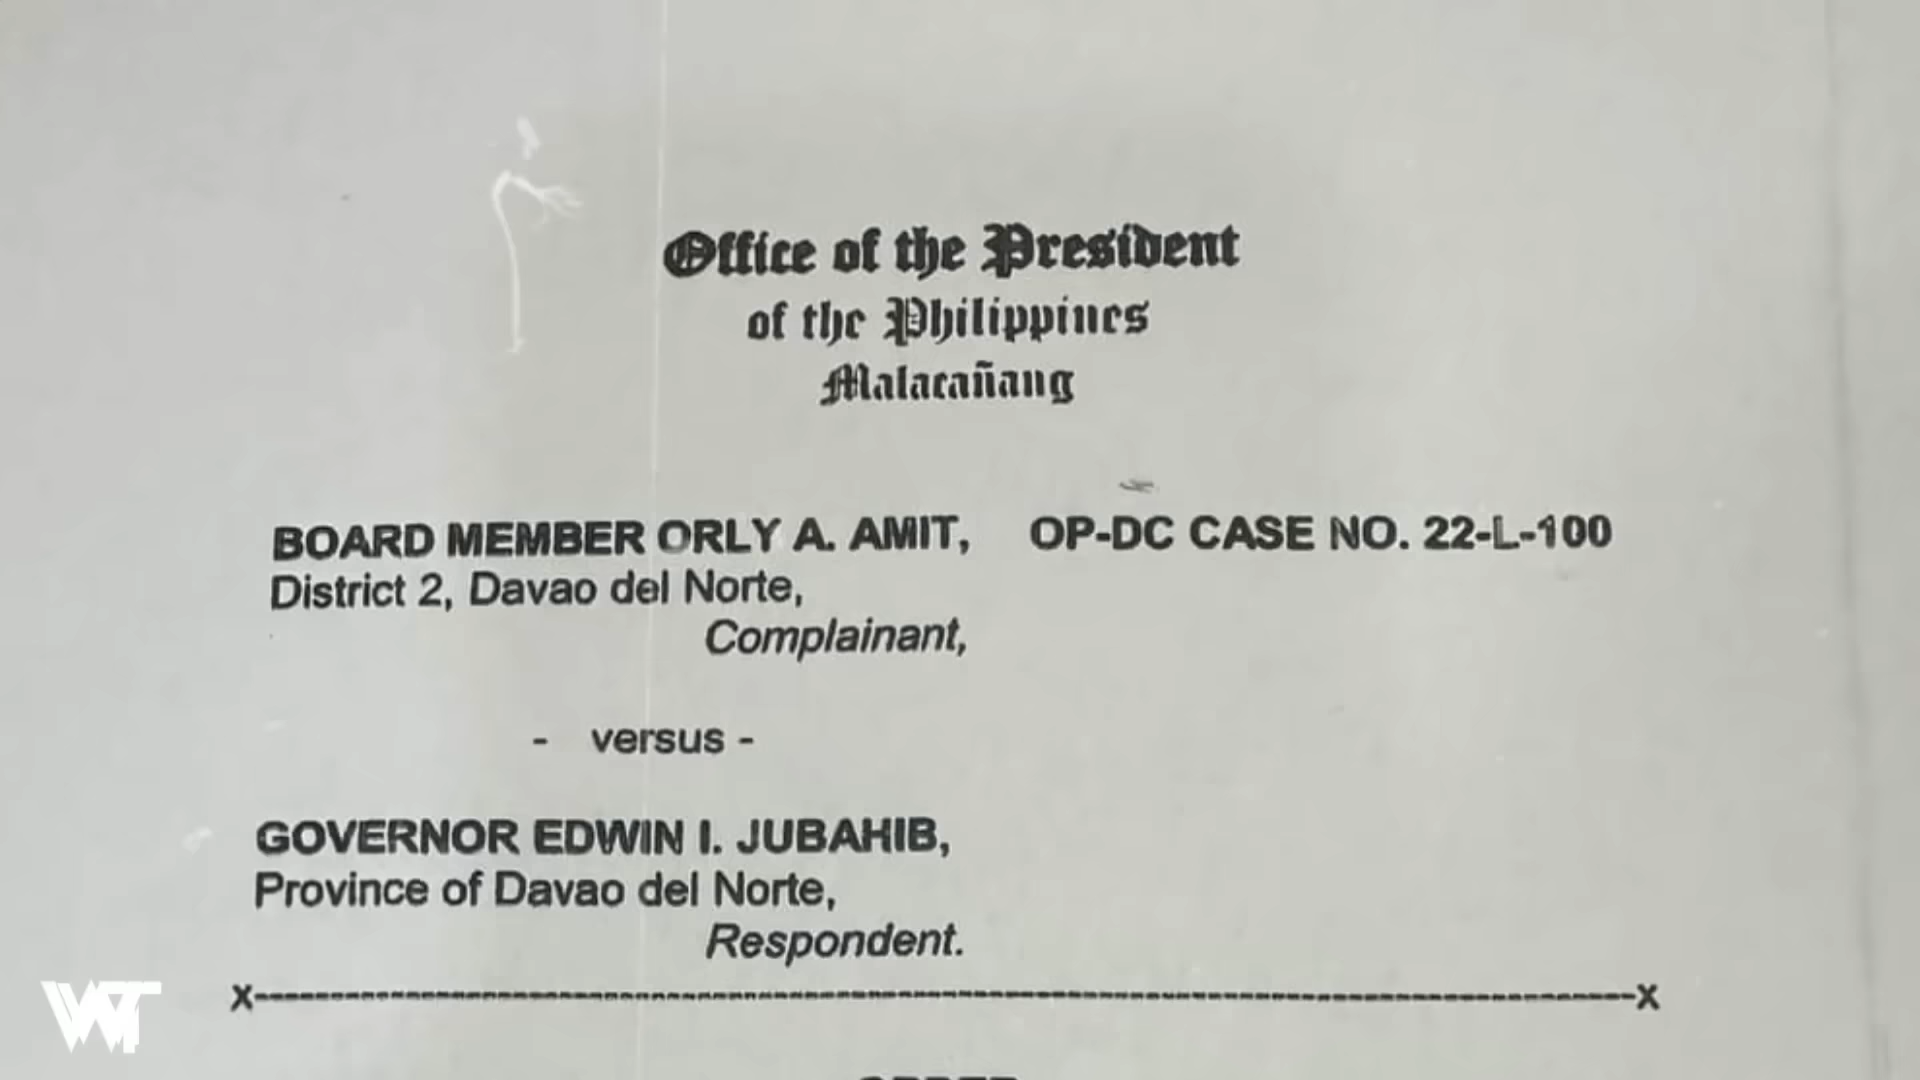 Office of the President
of the Philippines
Malacañang
BOARD MEMBER ORLY A. AMIT, OP-DC CASE NO. 22-L-100
District 2, Davao del Norte,
Complainant,
- versus -
GOVERNOR EDWIN I. JUBAHIB,
Province of Davao del Norte,
Respondent.
x------------------------------------------------------------------------------------------x
WT